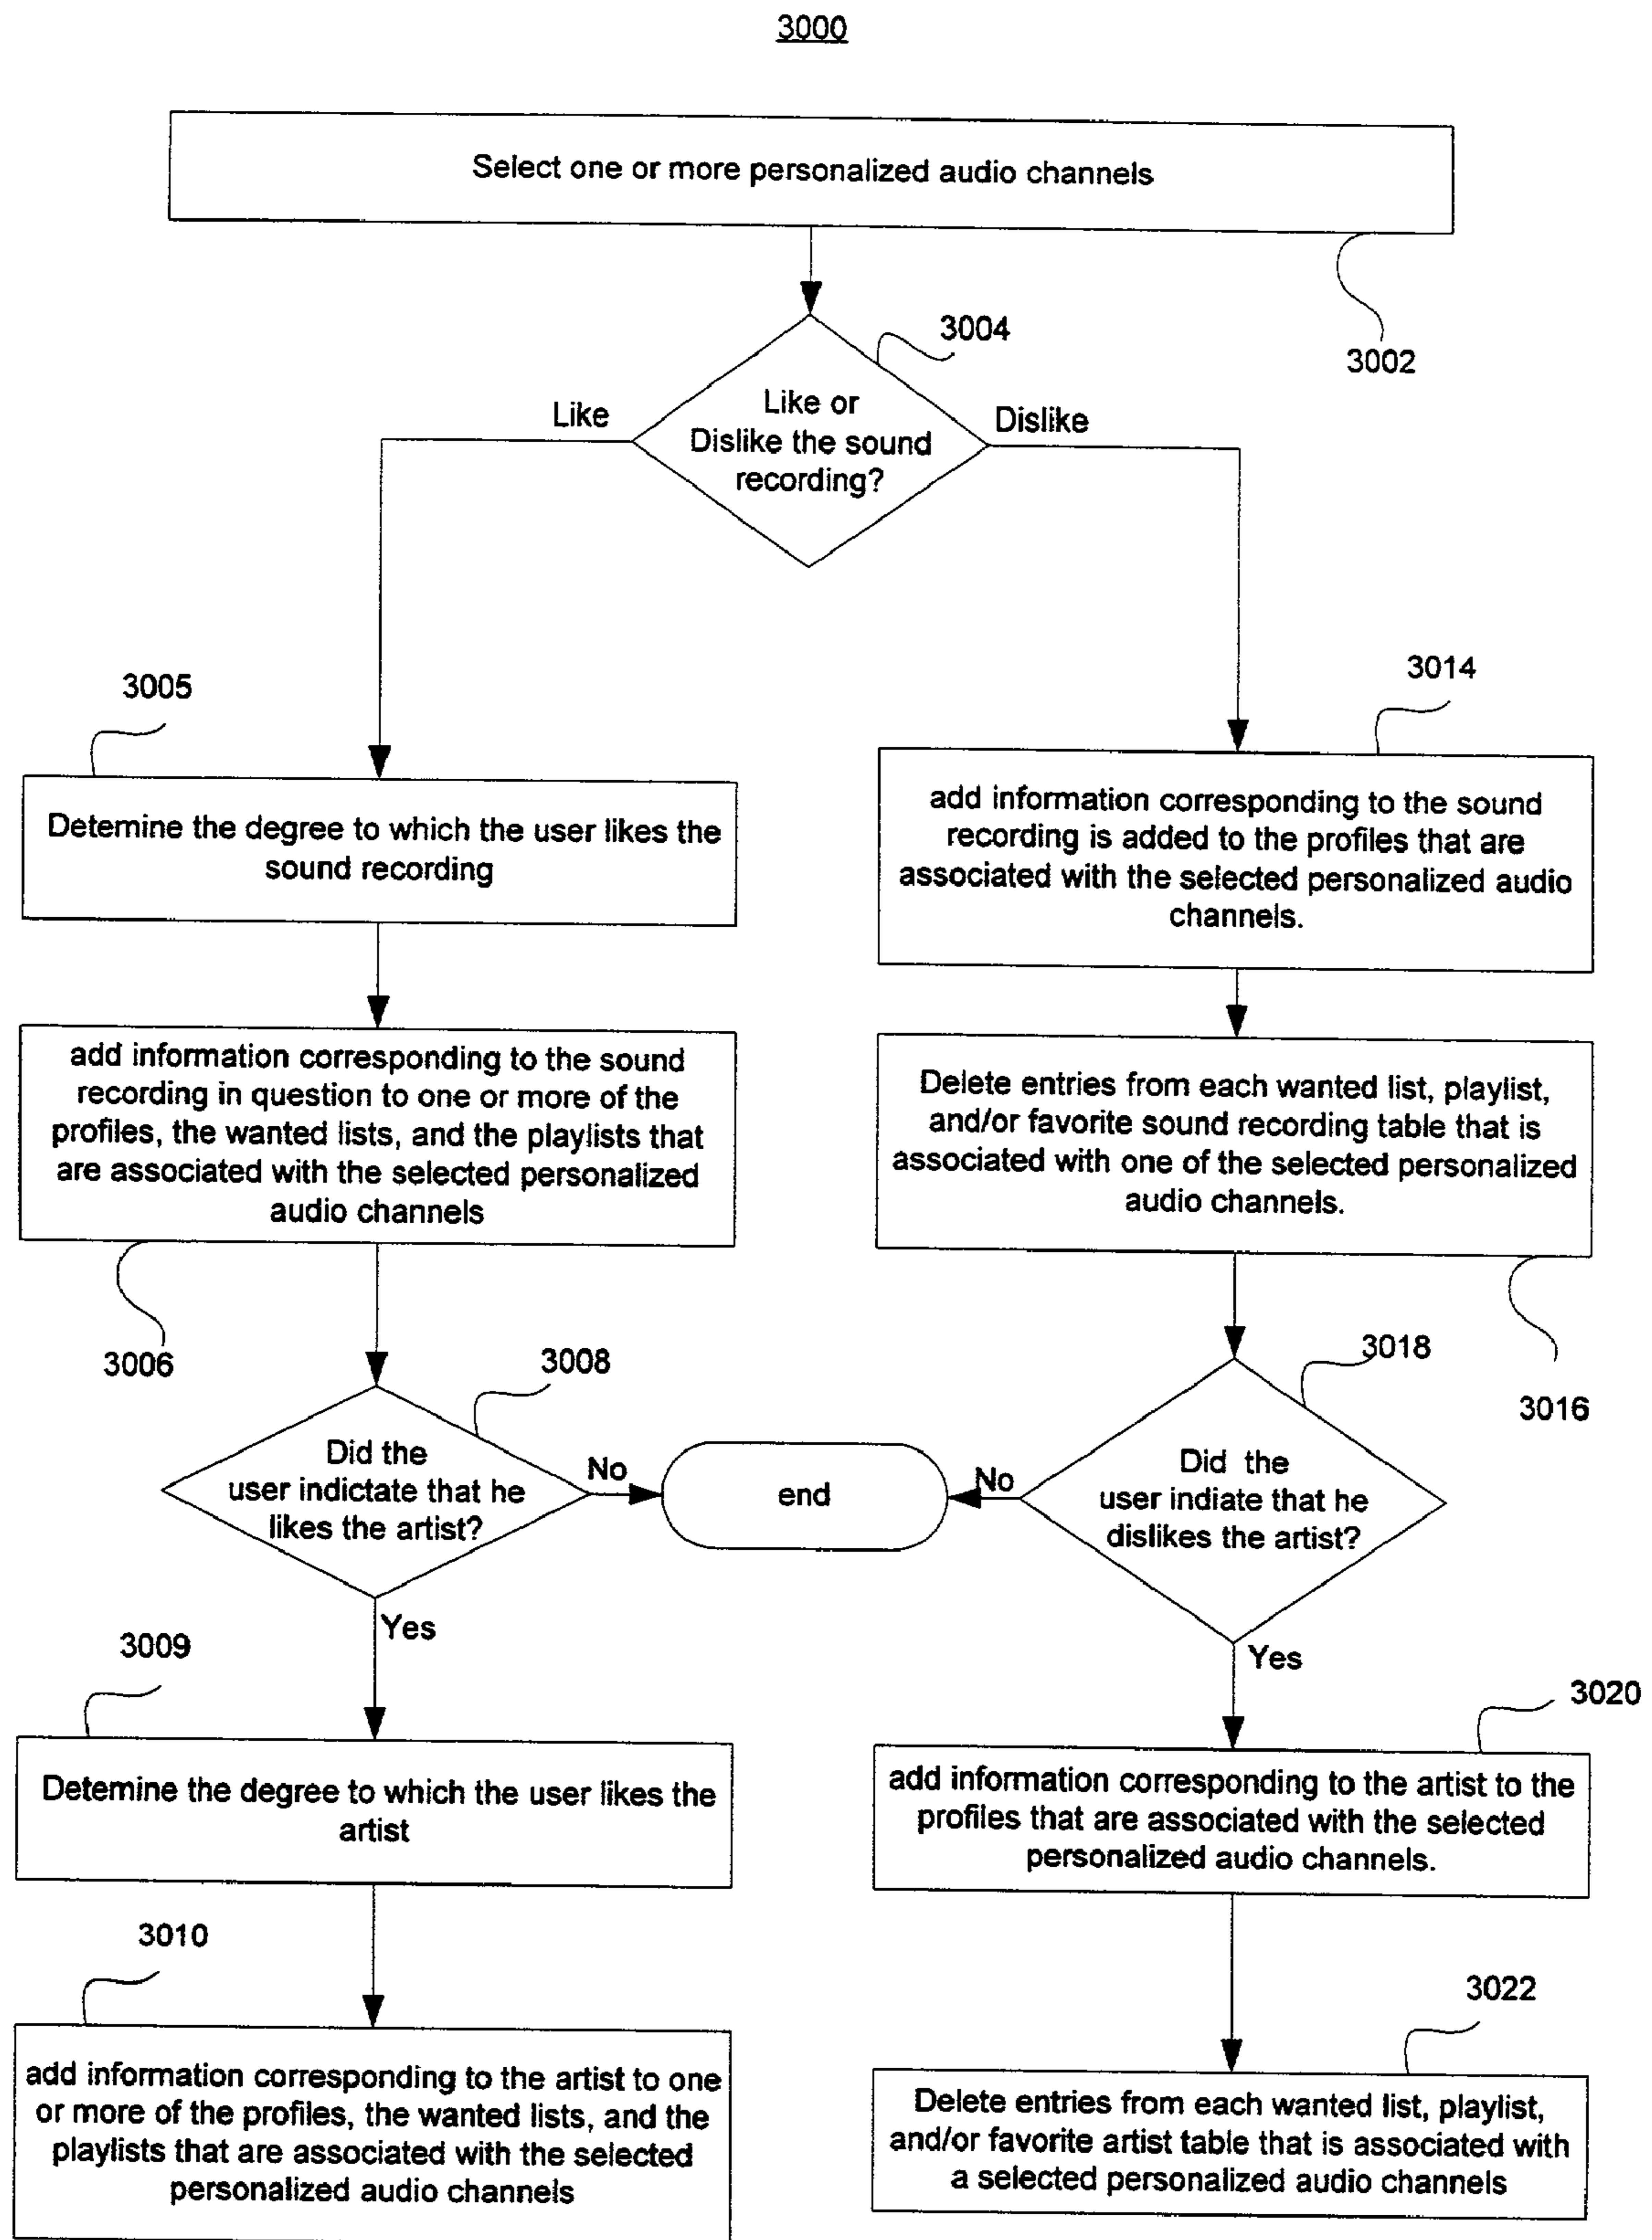 3000
Select one or more personalized audio channels
3002
3004
Like or
Dislike the sound
recording?
Like
Dislike
3005
Detemine the degree to which the user likes the
sound recording
3014
add information corresponding to the sound
recording is added to the profiles that are
associated with the selected personalized audio
channels.
add information corresponding to the sound
recording in question to one or more of the
profiles, the wanted lists, and the playlists that
are associated with the selected personalized
audio channels
3006
Delete entries from each wanted list, playlist,
and/or favorite sound recording table that is
associated with one of the selected personalized
audio channels.
3016
3008
Did the
user indictate that he
likes the artist?
No
end
No
3018
Did the
user indiate that he
dislikes the artist?
Yes
Yes
3009
Detemine the degree to which the user likes the
artist
3020
add information corresponding to the artist to the
profiles that are associated with the selected
personalized audio channels.
3010
add information corresponding to the artist to one
or more of the profiles, the wanted lists, and the
playlists that are associated with the selected
personalized audio channels
3022
Delete entries from each wanted list, playlist,
and/or favorite artist table that is associated with
a selected personalized audio channels